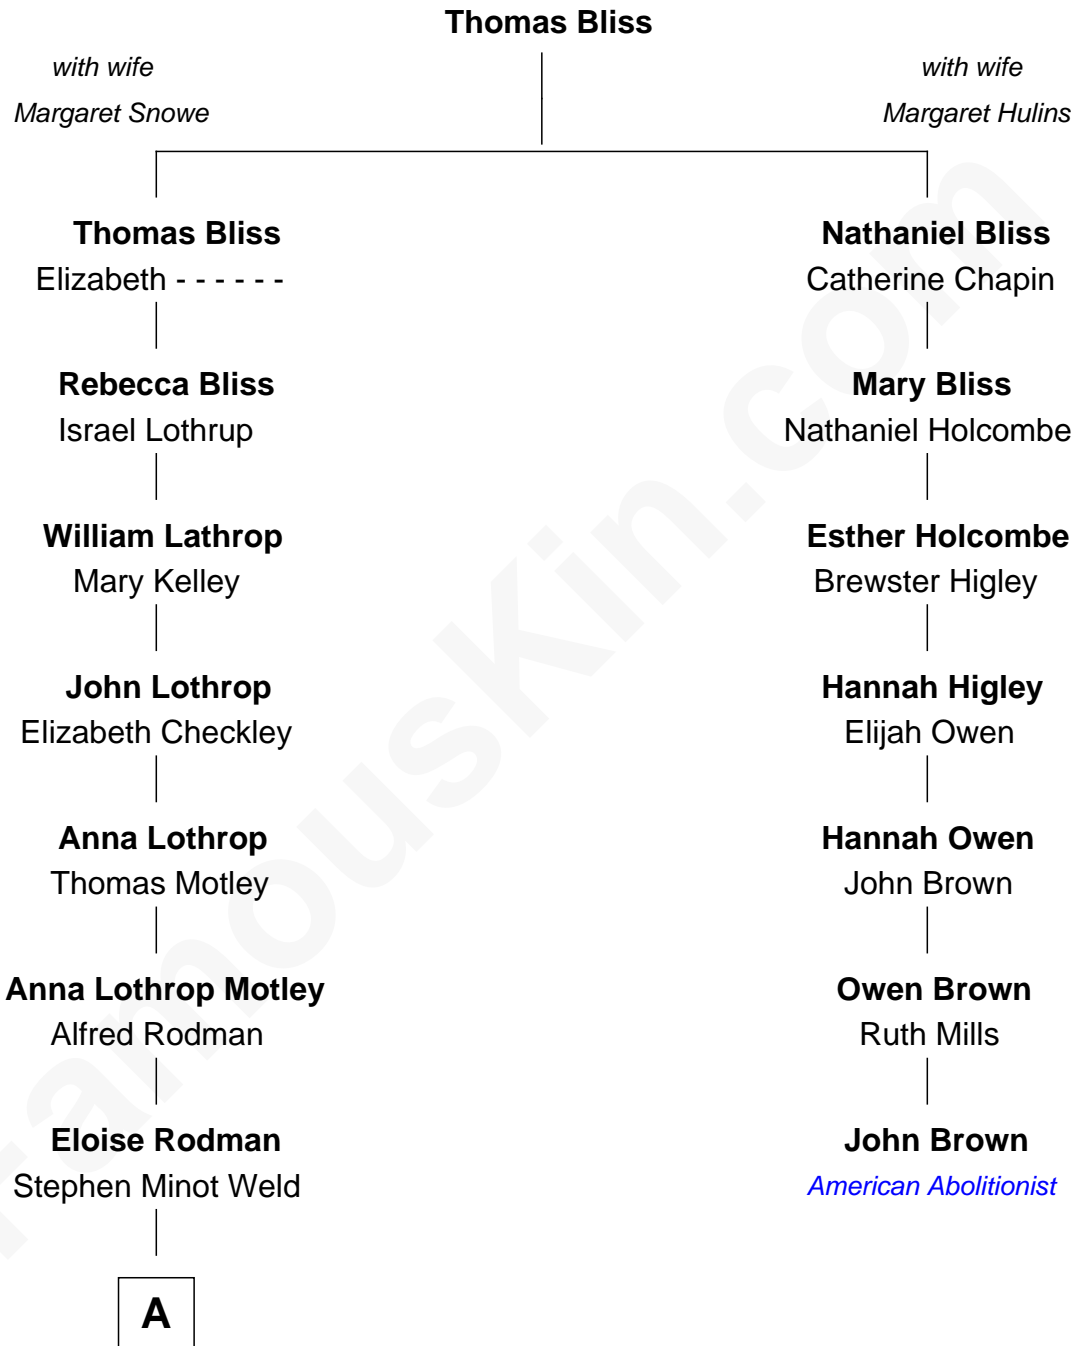 Thomas Bliss
with wife
Margaret Snowe
with wife
Margaret Hulins
Thomas Bliss
Elizabeth - - - - - -
Nathaniel Bliss
Catherine Chapin
Rebecca Bliss
Israel Lothrup
Mary Bliss
Nathaniel Holcombe
William Lathrop
Mary Kelley
Esther Holcombe
Brewster Higley
John Lothrop
Elizabeth Checkley
Hannah Higley
Elijah Owen
Anna Lothrop
Thomas Motley
Hannah Owen
John Brown
Anna Lothrop Motley
Alfred Rodman
Owen Brown
Ruth Mills
Eloise Rodman
Stephen Minot Weld
John Brown
American Abolitionist
A
FamousKin.com